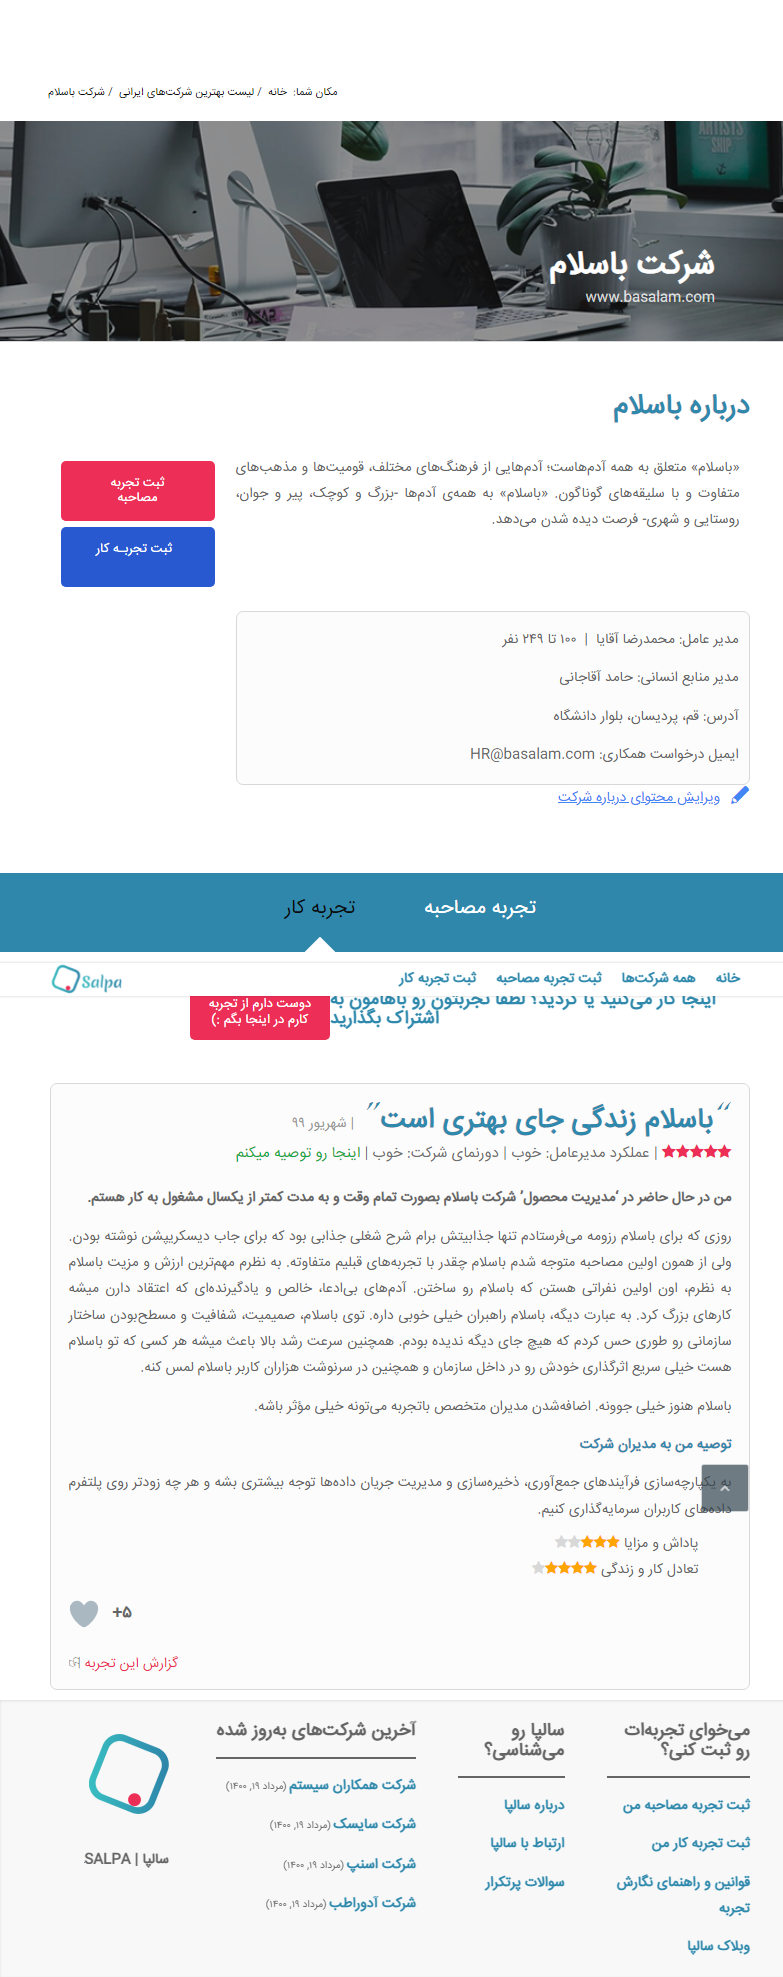 مکان شما: خانه / لیست بهترین شرکت‌های ایرانی / شرکت باسلام
ARTISTS
SHIP
شرکت باسلام
www.basalam.com
درباره باسلام
«باسلام» متعلق به همه آدم‌هاست؛ آدم‌هایی از فرهنگ‌های مختلف، قومیت‌ها و مذهب‌های
متفاوت و با سلیقه‌های گوناگون. «باسلام» به همه‌ی آدم‌ها -بزرگ و کوچک، پیر و جوان،
روستایی و شهری- فرصت دیده شدن می‌دهد.
ثبت تجربه
مصاحبه
ثبت تجربـه کار
مدیر عامل: محمدرضا آقایا | ۱۰۰ تا ۲۴۹ نفر
مدیر منابع انسانی: حامد آقاجانی
آدرس: قم، پردیسان، بلوار دانشگاه
ایمیل درخواست همکاری: HR@basalam.com
ویرایش محتوای درباره شرکت
تجربه مصاحبه
تجربه کار
خانه
همه شرکت‌ها
ثبت تجربه مصاحبه
ثبت تجربه کار
Salpa
اینجا کار می‌کنید یا کردید؟ لطفا تجربتون رو باهامون به
اشتراک بگذارید
دوست دارم از تجربه
کارم در اینجا بگم :)
“باسلام زندگی جای بهتری است” | شهریور ۹۹
| عملکرد مدیرعامل: خوب | دورنمای شرکت: خوب | اینجا رو توصیه میکنم
من در حال حاضر در ‘مدیریت محصول’ شرکت باسلام بصورت تمام وقت و به مدت کمتر از یکسال مشغول به کار هستم.
روزی که برای باسلام رزومه می‌فرستادم تنها جذابیتش برام شرح شغلی جذابی بود که برای جاب دیسکریپشن نوشته بودن.
ولی از همون اولین مصاحبه متوجه شدم باسلام چقدر با تجربه‌های قبلیم متفاوته. به نظرم مهم‌ترین ارزش و مزیت باسلام
به نظرم، اون اولین نفراتی هستن که باسلام رو ساختن. آدم‌های بی‌ادعا، خالص و یادگیرنده‌ای که اعتقاد دارن میشه
کارهای بزرگ کرد. به عبارت دیگه، باسلام راهبران خیلی خوبی داره. توی باسلام، صمیمیت، شفافیت و مسطح‌بودن ساختار
سازمانی رو طوری حس کردم که هیچ جای دیگه ندیده بودم. همچنین سرعت رشد بالا باعث میشه هر کسی که تو باسلام
هست خیلی سریع اثرگذاری خودش رو در داخل سازمان و همچنین در سرنوشت هزاران کاربر باسلام لمس کنه.
باسلام هنوز خیلی جوونه. اضافه‌شدن مدیران متخصص باتجربه می‌تونه خیلی مؤثر باشه.
توصیه من به مدیران شرکت
به یکپارچه‌سازی فرآیندهای جمع‌آوری، ذخیره‌سازی و مدیریت جریان داده‌ها توجه بیشتری بشه و هر چه زودتر روی پلتفرم
داده‌های کاربران سرمایه‌گذاری کنیم.
پاداش و مزایا
تعادل کار و زندگی
+۵
گزارش این تجربه
می‌خوای تجربه‌ات
رو ثبت کنی؟
ثبت تجربه مصاحبه من
ثبت تجربه کار من
قوانین و راهنمای نگارش
تجربه
وبلاک سالپا
سالپا رو
می‌شناسی؟
درباره سالپا
ارتباط با سالپا
سوالات پرتکرار
آخرین شرکت‌های به‌روز شده
شرکت همکاران سیستم (مرداد ۱۹, ۱۴۰۰)
شرکت سایسک (مرداد ۱۹, ۱۴۰۰)
شرکت اسنپ (مرداد ۱۹, ۱۴۰۰)
شرکت آدوراطب (مرداد ۱۹, ۱۴۰۰)
سالپا | SALPA